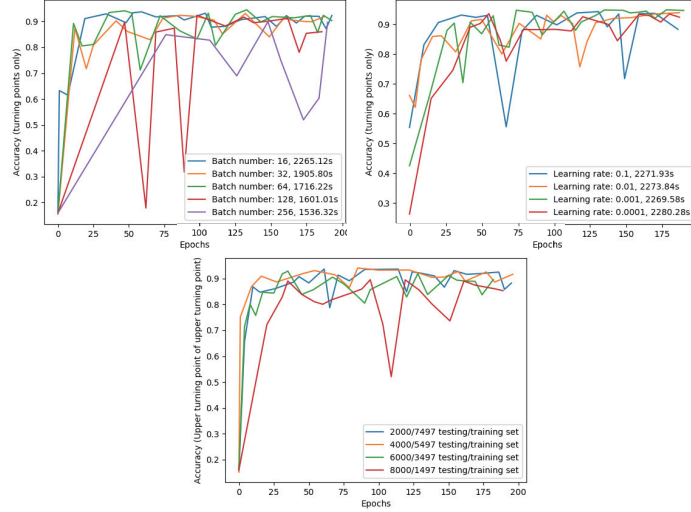 Accuracy (turning points only)
0.9
0.8
0.7
0.6
0.5
0.4
0.3
0.2
Batch number: 16, 2265.12s
Batch number: 32, 1905.80s
Batch number: 64, 1716.22s
Batch number: 128, 1601.01s
Batch number: 256, 1536.32s
0 25 50 75 100 125 150 175 200
Epochs
Accuracy (turning points only)
0.9
0.8
0.7
0.6
0.5
0.4
0.3
Learning rate: 0.1, 2271.93s
Learning rate: 0.01, 2273.84s
Learning rate: 0.001, 2269.58s
Learning rate: 0.0001, 2280.28s
0 25 50 75 100 125 150 175
Epochs
Accuracy (Upper turning point of upper turning point)
0.9
0.8
0.7
0.6
0.5
0.4
0.3
0.2
2000/7497 testing/training set
4000/5497 testing/training set
6000/3497 testing/training set
8000/1497 testing/training set
0 25 50 75 100 125 150 175 200
Epochs